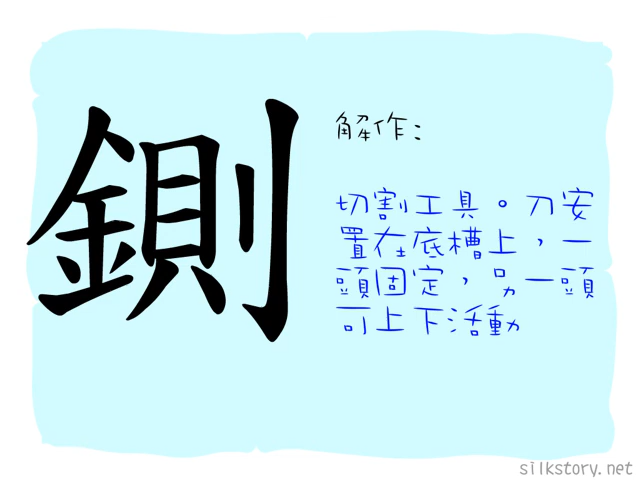 鍘
解作:
切割工具。刀安
置在底槽上，一
頭固定，另一頭
可上下活動
silkstory.net